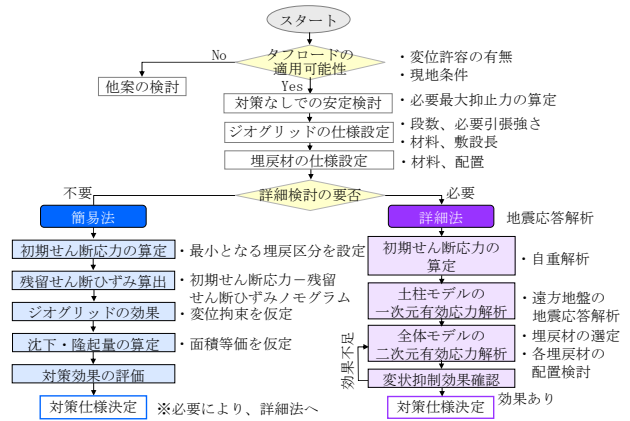 スタート
No
タフロードの
適用可能性
・変位許容の有無
・現地条件
他案の検討
Yes
対策なしでの安定検討
・必要最大抑止力の算定
ジオグリッドの仕様設定
・段数、必要引張強さ
・材料、敷設長
埋戻材の仕様設定
・材料、配置
不要
詳細検討の要否
必要
簡易法
初期せん断応力の算定
・最小となる埋戻区分を設定
残留せん断ひずみ算出
・初期せん断応力－残留
せん断ひずみノモグラム
ジオグリッドの効果
・変位拘束を仮定
沈下・隆起量の算定
・面積等価を仮定
対策効果の評価
対策仕様決定
※必要により、詳細法へ
詳細法
地震応答解析
初期せん断応力の
算定
・自重解析
土柱モデルの
一次元有効応力解析
・遠方地盤の
地震応答解析
全体モデルの
二次元有効応力解析
・埋戻材の選定
・各埋戻材の
配置検討
効果不足
変状抑制効果確認
効果あり
対策仕様決定